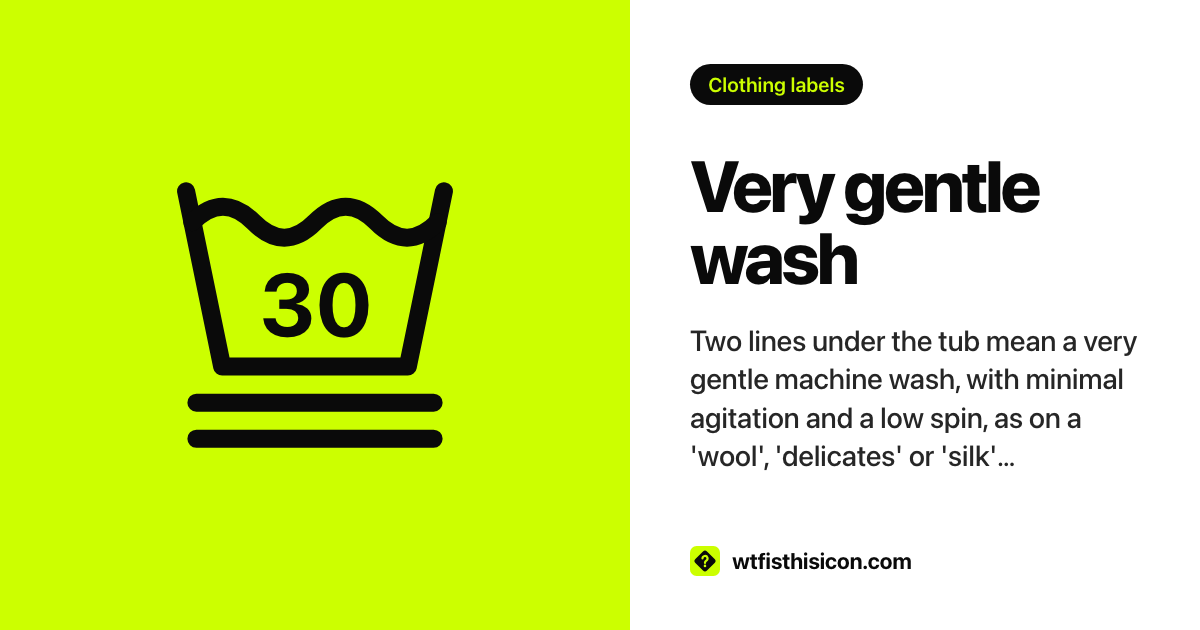 30
Clothing labels
Very gentle
wash
Two lines under the tub mean a very
gentle machine wash, with minimal
agitation and a low spin, as on a
'wool', 'delicates' or 'silk'...
?
wtfisthisicon.com